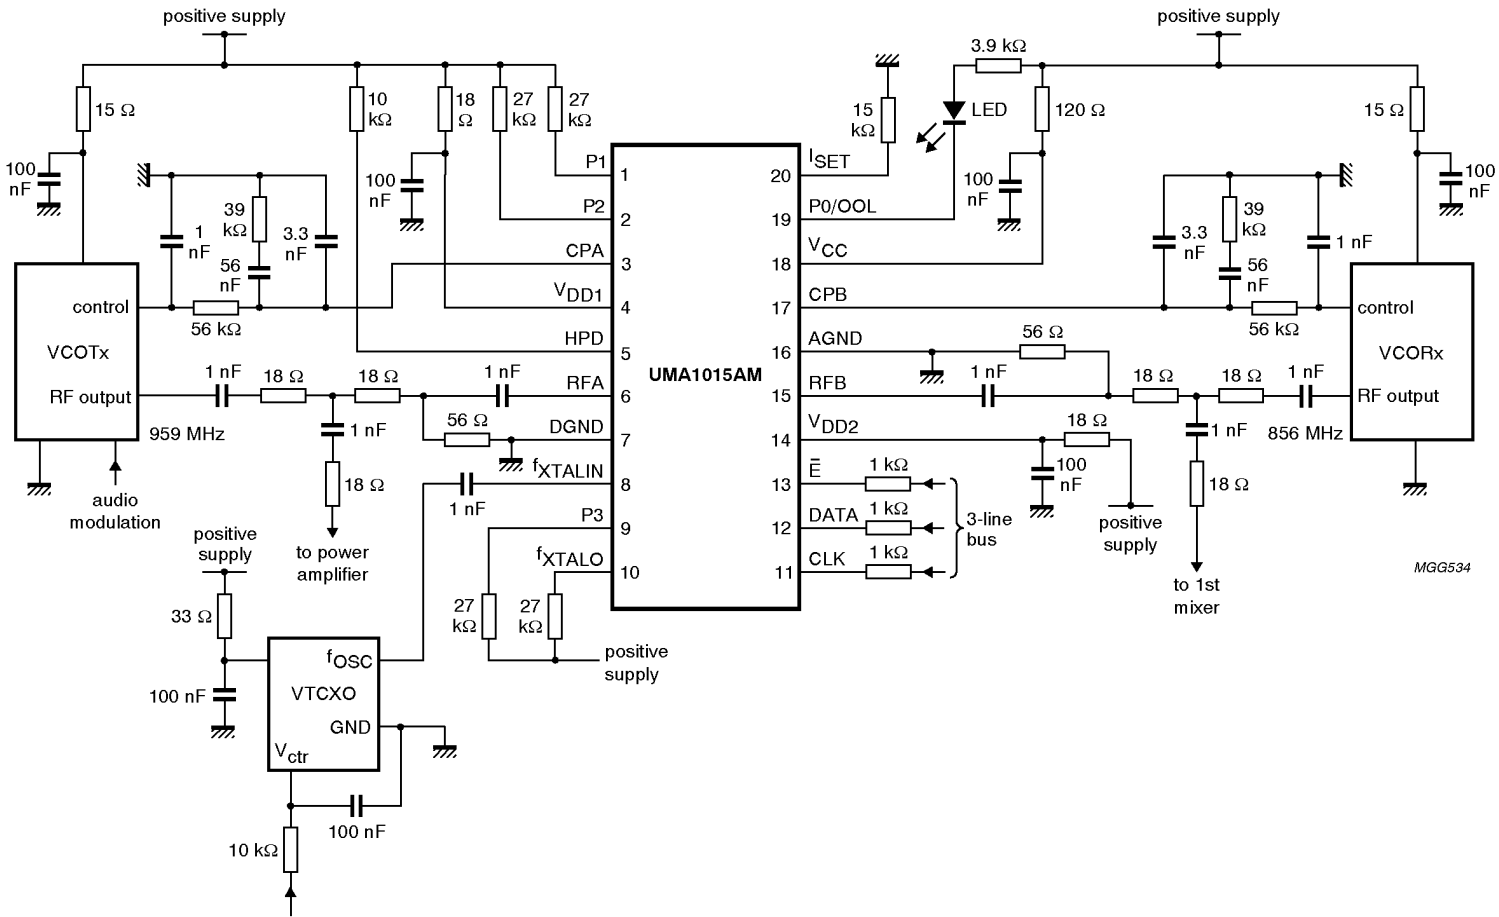 positive supply
positive supply
15 Ω
10
kΩ
18
Ω
27
kΩ
27
kΩ
15
kΩ
3.9 kΩ
LED
120 Ω
15 Ω
100
nF
100
nF
100
nF
100
nF
1
nF
39
kΩ
56
nF
3.3
nF
3.3
nF
39
kΩ
56
nF
1 nF
P1
1
P2
2
CPA
3
VDD1
4
HPD
5
RFA
6
DGND
7
fXTALIN
8
P3
9
fXTALO
10
UMA1015AM
20
ISET
19
P0/OOL
18
VCC
17
CPB
16
AGND
15
RFB
14
VDD2
13
E̅
12
DATA
11
CLK
control
VCOTx
RF output
56 kΩ
1 nF
18 Ω
18 Ω
1 nF
56 Ω
959 MHz
1 nF
18 Ω
to power
amplifier
audio
modulation
1 nF
positive
supply
33 Ω
100 nF
fOSC
VTCXO
GND
Vctr
100 nF
10 kΩ
27
kΩ
27
kΩ
positive
supply
56 kΩ
control
VCORx
RF output
56 Ω
1 nF
18 Ω
18 Ω
1 nF
856 MHz
1 nF
18 Ω
to 1st
mixer
18 Ω
100
nF
positive
supply
1 kΩ
1 kΩ
1 kΩ
3-line
bus
MGG534